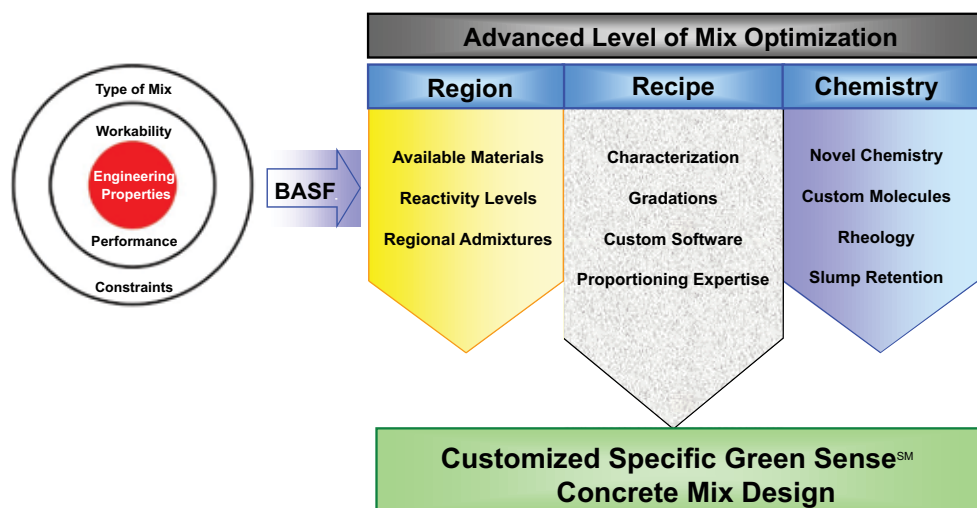 Type of Mix
Workability
Engineering
Properties
Performance
Constraints
BASF
Advanced Level of Mix Optimization
Region
Available Materials
Reactivity Levels
Regional Admixtures
Recipe
Characterization
Gradations
Custom Software
Proportioning Expertise
Chemistry
Novel Chemistry
Custom Molecules
Rheology
Slump Retention
Customized Specific Green Sense℠
Concrete Mix Design